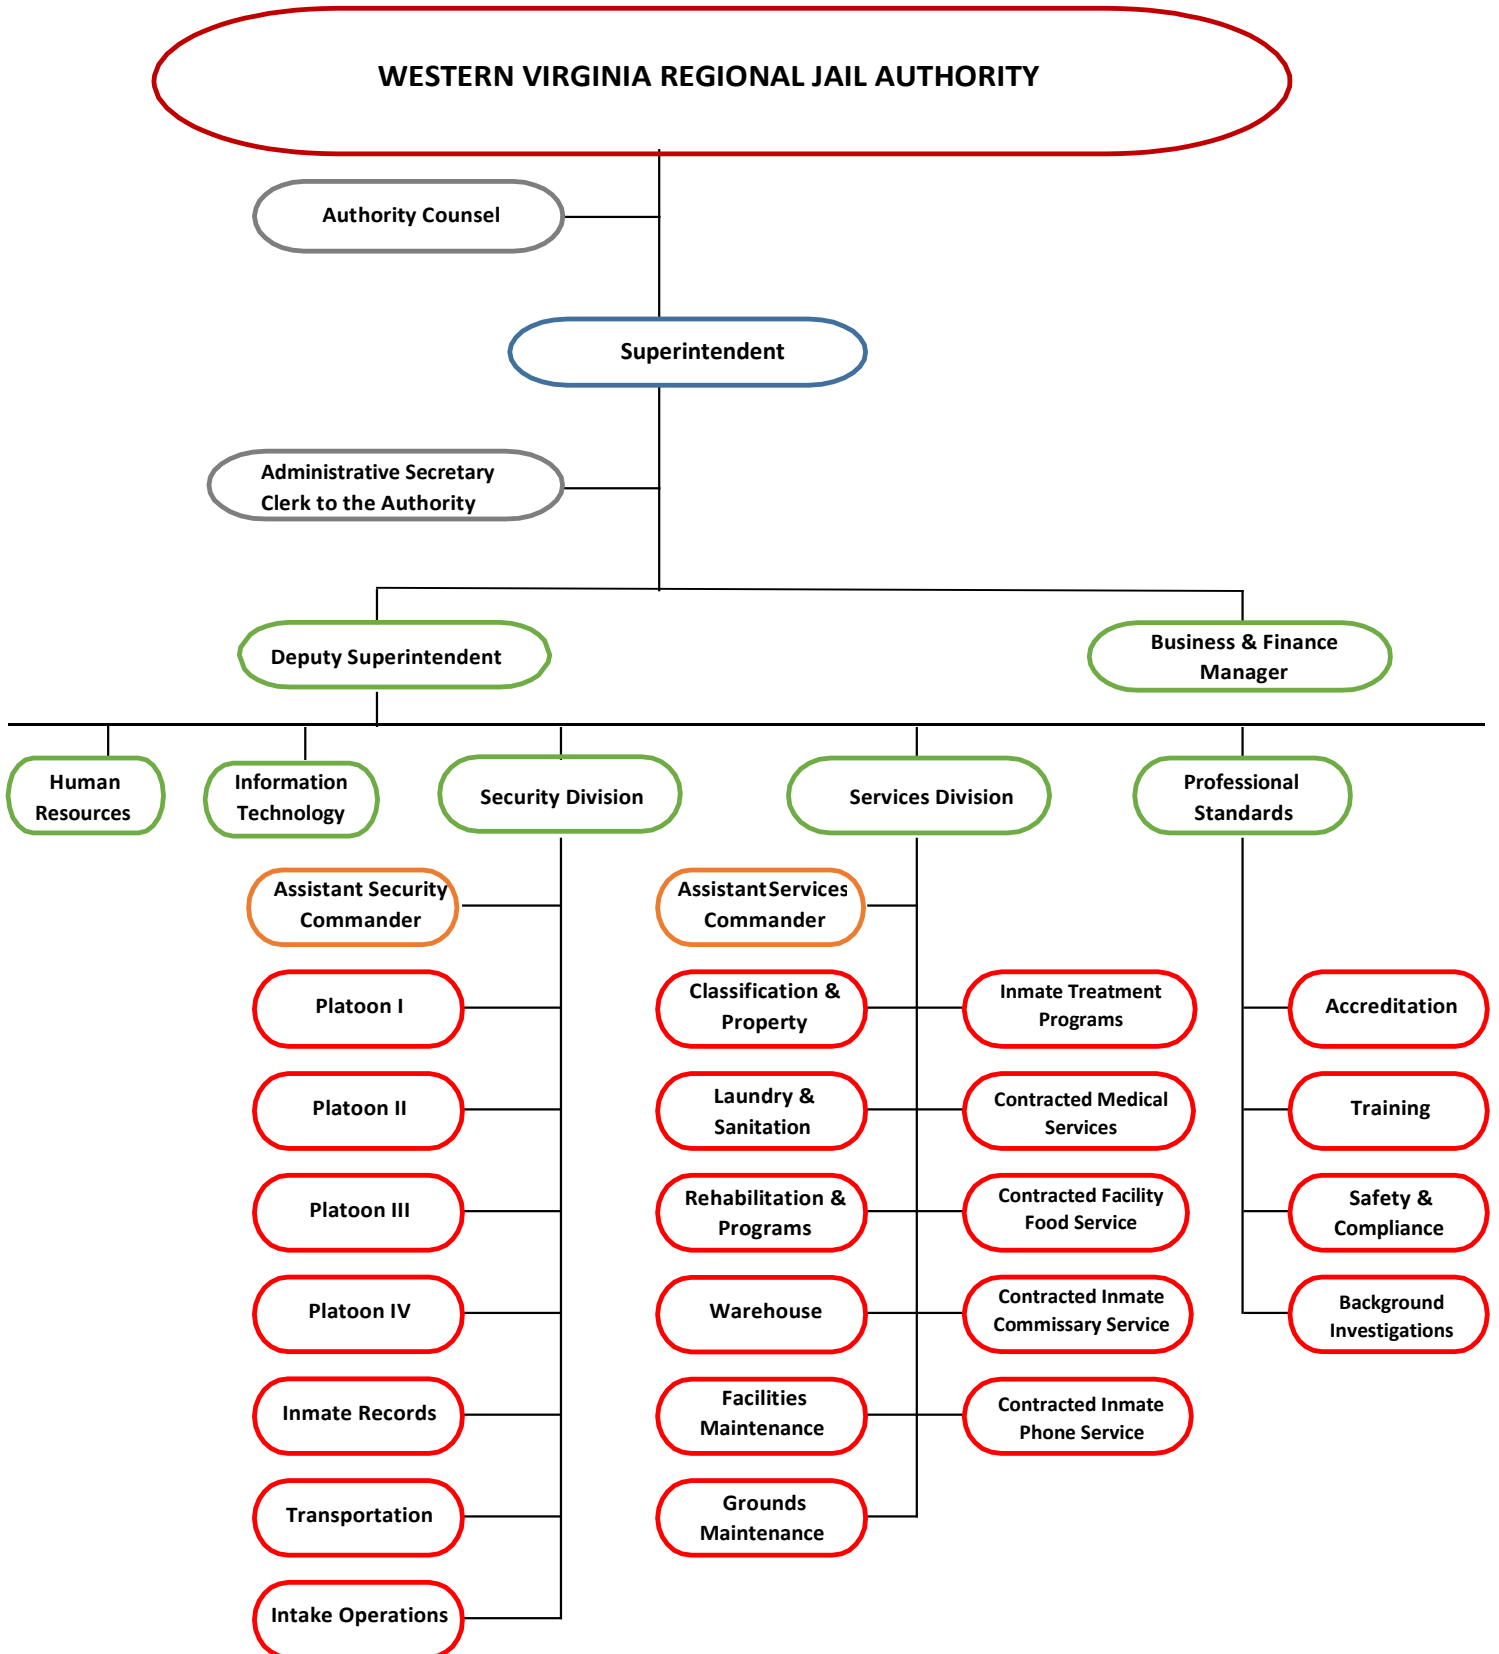 WESTERN VIRGINIA REGIONAL JAIL AUTHORITY
Authority Counsel
Superintendent
Administrative Secretary
Clerk to the Authority
Deputy Superintendent
Business & Finance
Manager
Human
Resources
Information
Technology
Security Division
Services Division
Professional
Standards
Assistant Security
Commander
Platoon I
Platoon II
Platoon III
Platoon IV
Inmate Records
Transportation
Intake Operations
Assistant Services
Commander
Classification &
Property
Laundry &
Sanitation
Rehabilitation &
Programs
Warehouse
Facilities
Maintenance
Grounds
Maintenance
Inmate Treatment
Programs
Contracted Medical
Services
Contracted Facility
Food Service
Contracted Inmate
Commissary Service
Contracted Inmate
Phone Service
Accreditation
Training
Safety &
Compliance
Background
Investigations